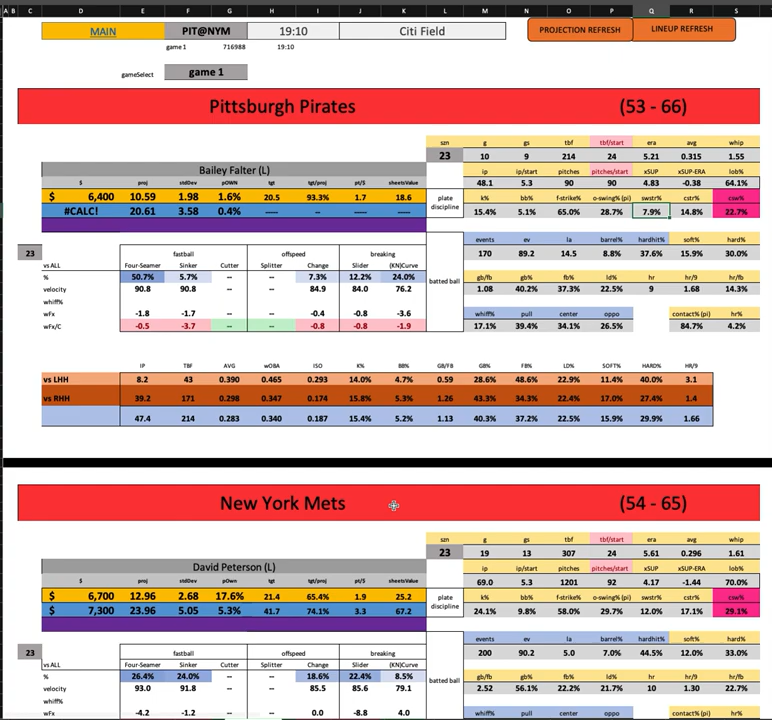 A B C D E F G H I J K L M N O P Q R S
MAIN PIT@NYM 19:10 Citi Field PROJECTION REFRESH LINEUP REFRESH
game 1 716988 19:10
gameSelect game 1
Pittsburgh Pirates (53 - 66)
szn g gs tbf tbf/start era avg whip
23 10 9 214 24 5.21 0.315 1.55
Bailey Falter (L) ip ip/start pitches pitches/start xSUP xSUP-ERA lob%
$ proj stdDev pOWN tgt tgt/proj pt/$ sheetsValue 48.1 5.3 90 90 4.83 -0.38 64.1%
$ 6,400 10.59 1.98 1.6% 20.5 93.3% 1.7 18.6 plate discipline k% bb% f-strike% o-swing% (pi) swstr% cstr% csw%
#CALC! 20.61 3.58 0.4% ---- -- ---- ---- 15.4% 5.1% 65.0% 28.7% 7.9% 14.8% 22.7%
events ev la barrel% hardhit% soft% hard%
23 fastball offspeed breaking 170 89.2 14.5 8.8% 37.6% 15.9% 30.0%
vs ALL Four-Seamer Sinker Cutter Splitter Change Slider (KN)Curve
% 50.7% 5.7% -- -- 7.3% 12.2% 24.0% batted ball gb/fb gb% fb% ld% hr hr/9 hr/fb
velocity 90.8 90.8 -- -- 84.9 84.0 76.2 1.08 40.2% 37.3% 22.5% 9 1.68 14.3%
whiff%
wFx -1.8 -1.7 -- -- -0.4 -0.8 -3.6 whiff% pull center oppo contact% (pi) hr%
wFx/C -0.5 -3.7 -- -- -0.8 -0.8 -1.9 17.1% 39.4% 34.1% 26.5% 84.7% 4.2%
IP TBF AVG wOBA ISO K% BB% GB/FB GB% FB% LD% SOFT% HARD% HR/9
vs LHH 8.2 43 0.390 0.465 0.293 14.0% 4.7% 0.59 28.6% 48.6% 22.9% 11.4% 40.0% 3.1
vs RHH 39.2 171 0.298 0.347 0.174 15.8% 5.3% 1.26 43.3% 34.3% 22.4% 17.0% 27.4% 1.4
47.4 214 0.283 0.340 0.187 15.4% 5.2% 1.13 40.3% 37.2% 22.5% 15.9% 29.9% 1.66
New York Mets (54 - 65)
szn g gs tbf tbf/start era avg whip
23 19 13 307 24 5.61 0.296 1.61
David Peterson (L) ip ip/start pitches pitches/start xSUP xSUP-ERA lob%
$ proj stdDev pOwn tgt tgt/proj pt/$ sheetsValue 69.0 5.3 1201 92 4.17 -1.44 70.0%
$ 6,700 12.96 2.68 17.6% 21.4 65.4% 1.9 25.2 plate discipline k% bb% f-strike% o-swing% (pi) swstr% cstr% csw%
$ 7,300 23.96 5.05 5.3% 41.7 74.1% 3.3 67.2 24.1% 9.8% 58.0% 29.7% 12.0% 17.1% 29.1%
events ev la barrel% hardhit% soft% hard%
23 fastball offspeed breaking 200 90.2 5.0 7.0% 44.5% 12.0% 33.0%
vs ALL Four-Seamer Sinker Cutter Splitter Change Slider (KN)Curve
% 26.4% 24.0% -- -- 18.6% 22.4% 8.5% batted ball gb/fb gb% fb% ld% hr hr/9 hr/fb
velocity 93.0 91.8 -- -- 85.5 85.6 79.1 2.52 56.1% 22.2% 21.7% 10 1.30 22.7%
whiff%
wFx -4.2 -1.2 -- -- 0.0 -8.8 4.0 whiff% pull center oppo contact% (pi) hr%